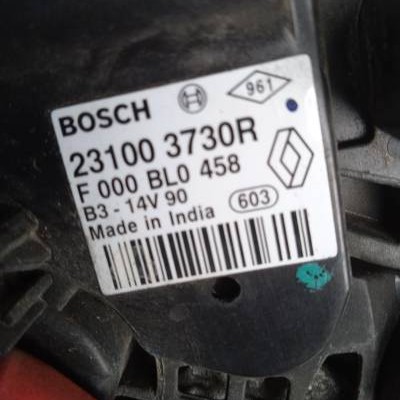 BOSCH
961
23100 3730R
F 000 BL0 458
B3 - 14V 90
Made in India
603